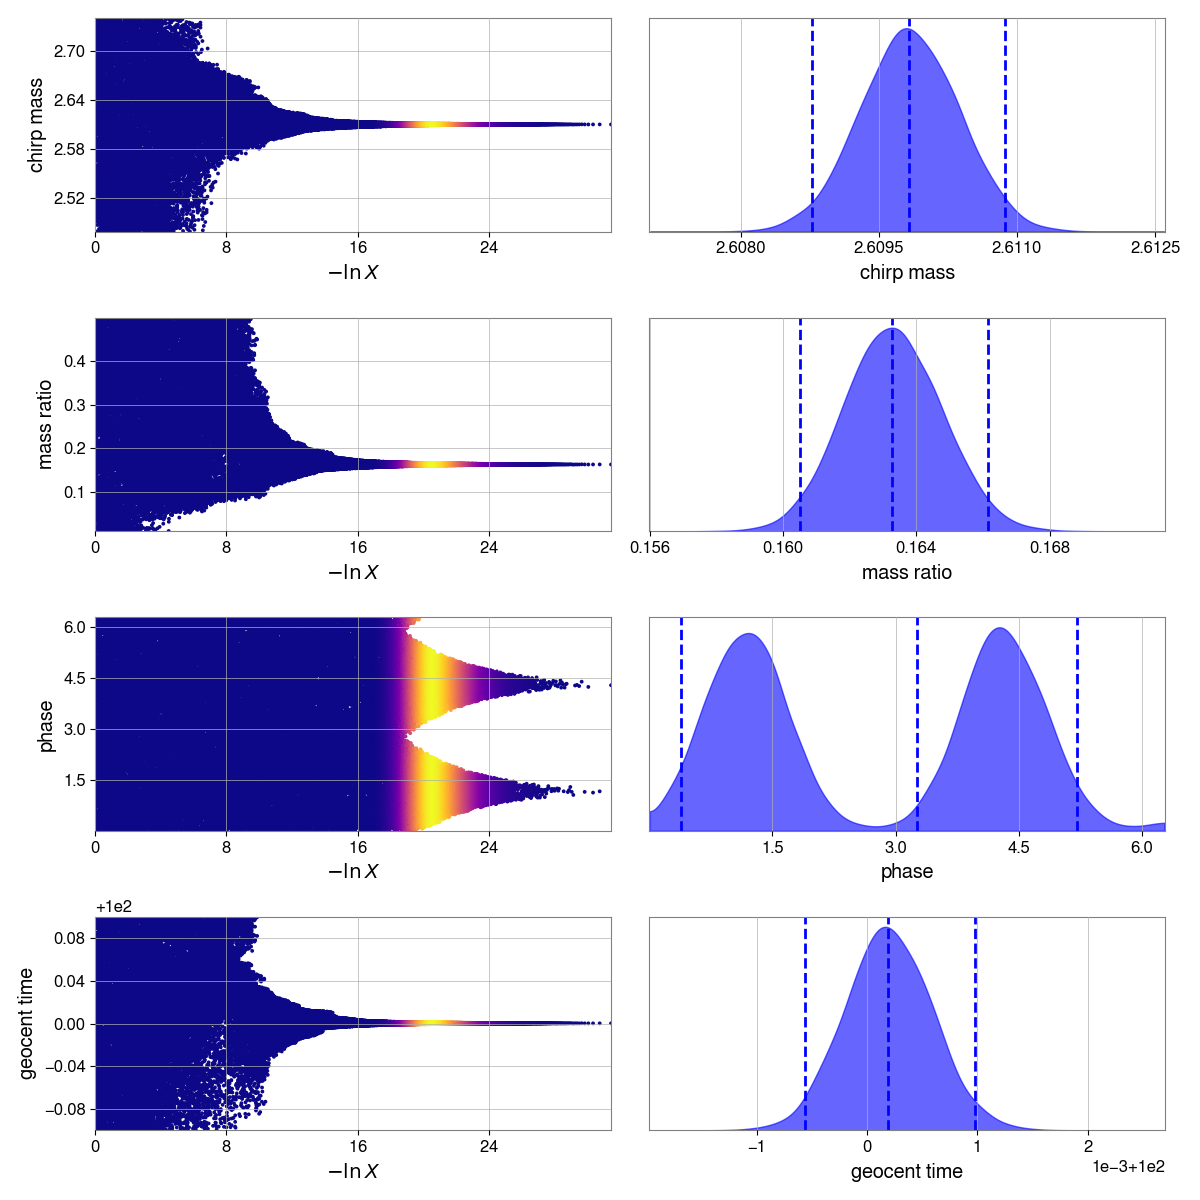 chirp mass
2.70
2.64
2.58
2.52
0 8 16 24
−ln X
2.6080 2.6095 2.6110 2.6125
chirp mass
mass ratio
0.4
0.3
0.2
0.1
0 8 16 24
−ln X
0.156 0.160 0.164 0.168
mass ratio
phase
6.0
4.5
3.0
1.5
0 8 16 24
−ln X
1.5 3.0 4.5 6.0
phase
+1e2
geocent time
0.08
0.04
0.00
−0.04
−0.08
0 8 16 24
−ln X
−1 0 1 2
1e−3+1e2
geocent time